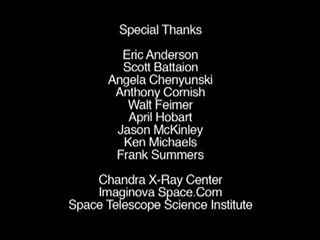 Special Thanks
Eric Anderson
Scott Battaion
Angela Chenyunski
Anthony Cornish
Walt Feimer
April Hobart
Jason McKinley
Ken Michaels
Frank Summers
Chandra X-Ray Center
Imaginova Space.Com
Space Telescope Science Institute